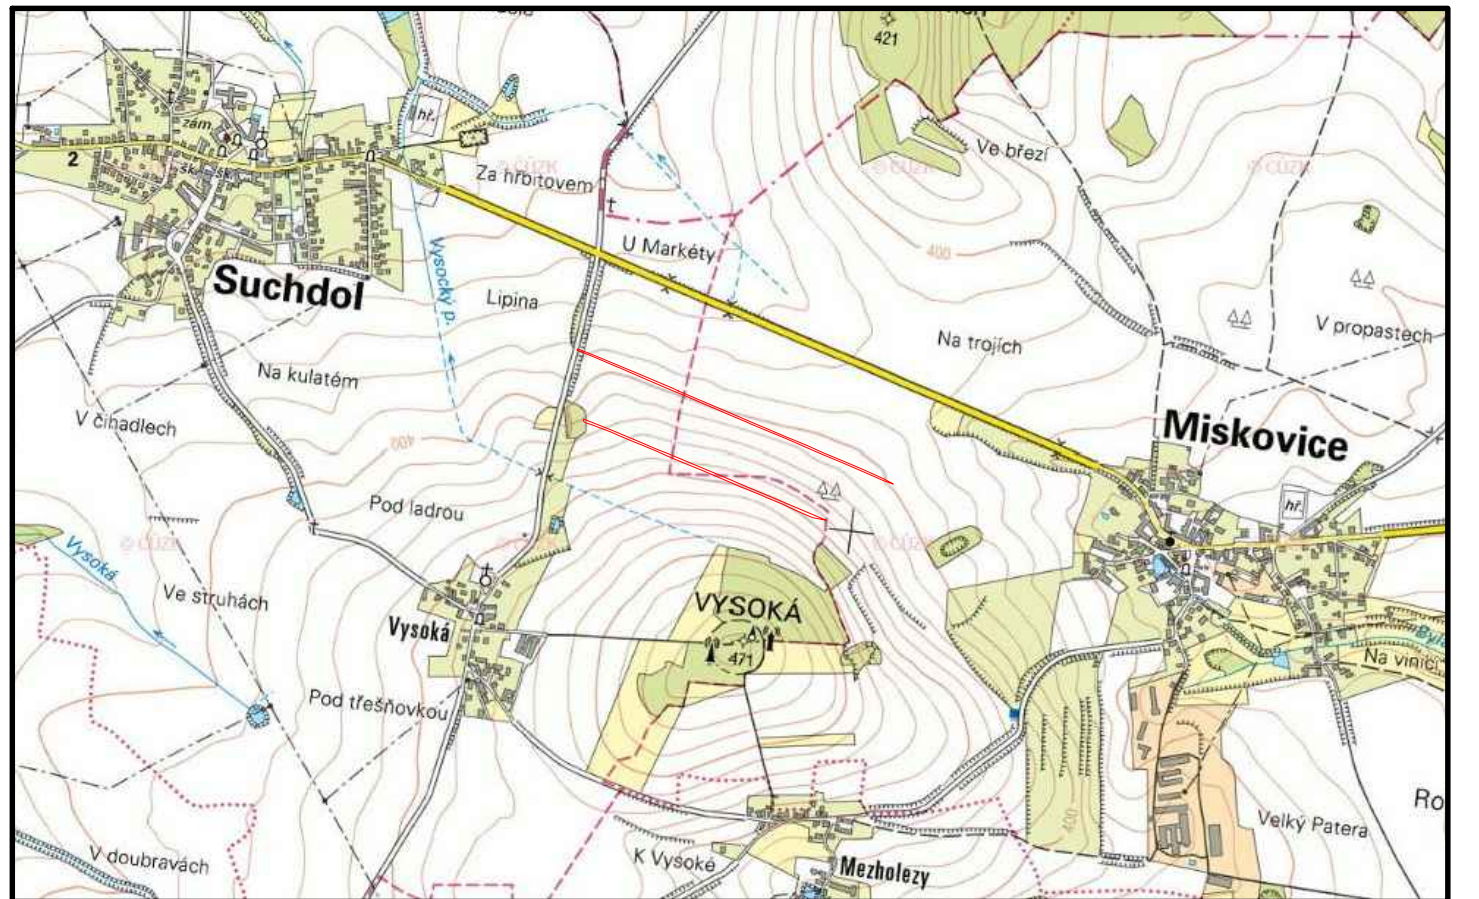 421
hř.
zám.
2
šk.
Ve březí
© ČÚZK
© ČÚZK
© ČÚZK
Za hřbitovem
U Markéty
400
Vysocký p.
Suchdol
Lipina
V propastech
Na trojích
Na kulatém
V čihadlech
Miskovice
400
Pod ladrou
hř.
© ČÚZK
© ČÚZK
© ČÚZK
Vysoká
Ve struhách
VYSOKÁ
Vysoká
471
Na vinici
Pod třešňovkou
Ro
400
Velký Patera
V doubravách
K Vysoké
Mezholezy